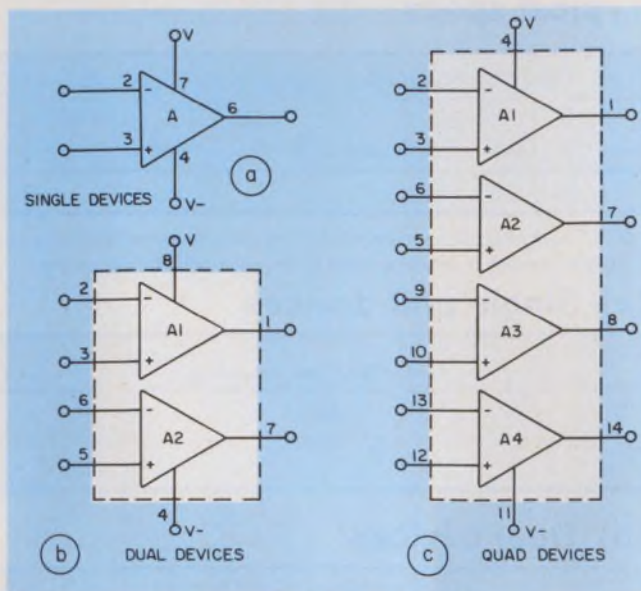 V
7
2
-
A
6
3
+
4
a
SINGLE DEVICES
V-
V
8
2
-
A1
1
3
+
6
-
A2
7
5
+
4
V-
b
DUAL DEVICES
V
4
2
-
A1
1
3
+
6
-
A2
7
5
+
9
-
A3
8
10
+
13
-
A4
14
12
+
11
V-
c
QUAD DEVICES